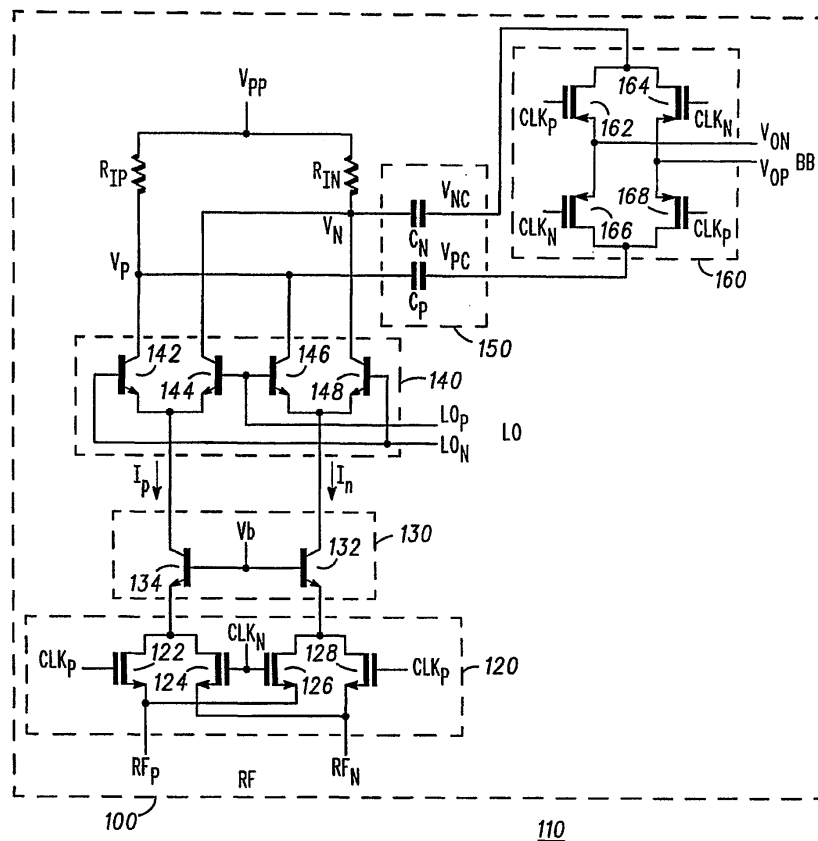 V_PP
164
CLK_P
162
CLK_N
V_ON
V_OP BB
R_IP
R_IN
V_NC
V_N
C_N
CLK_N
166
168
CLK_P
V_P
V_PC
C_P
160
150
142
144
146
148
140
LO_P
LO
LO_N
I_p
I_n
Vb
130
134
132
CLK_P
122
124
CLK_N
126
128
CLK_P
120
RF_P
RF
RF_N
100
110